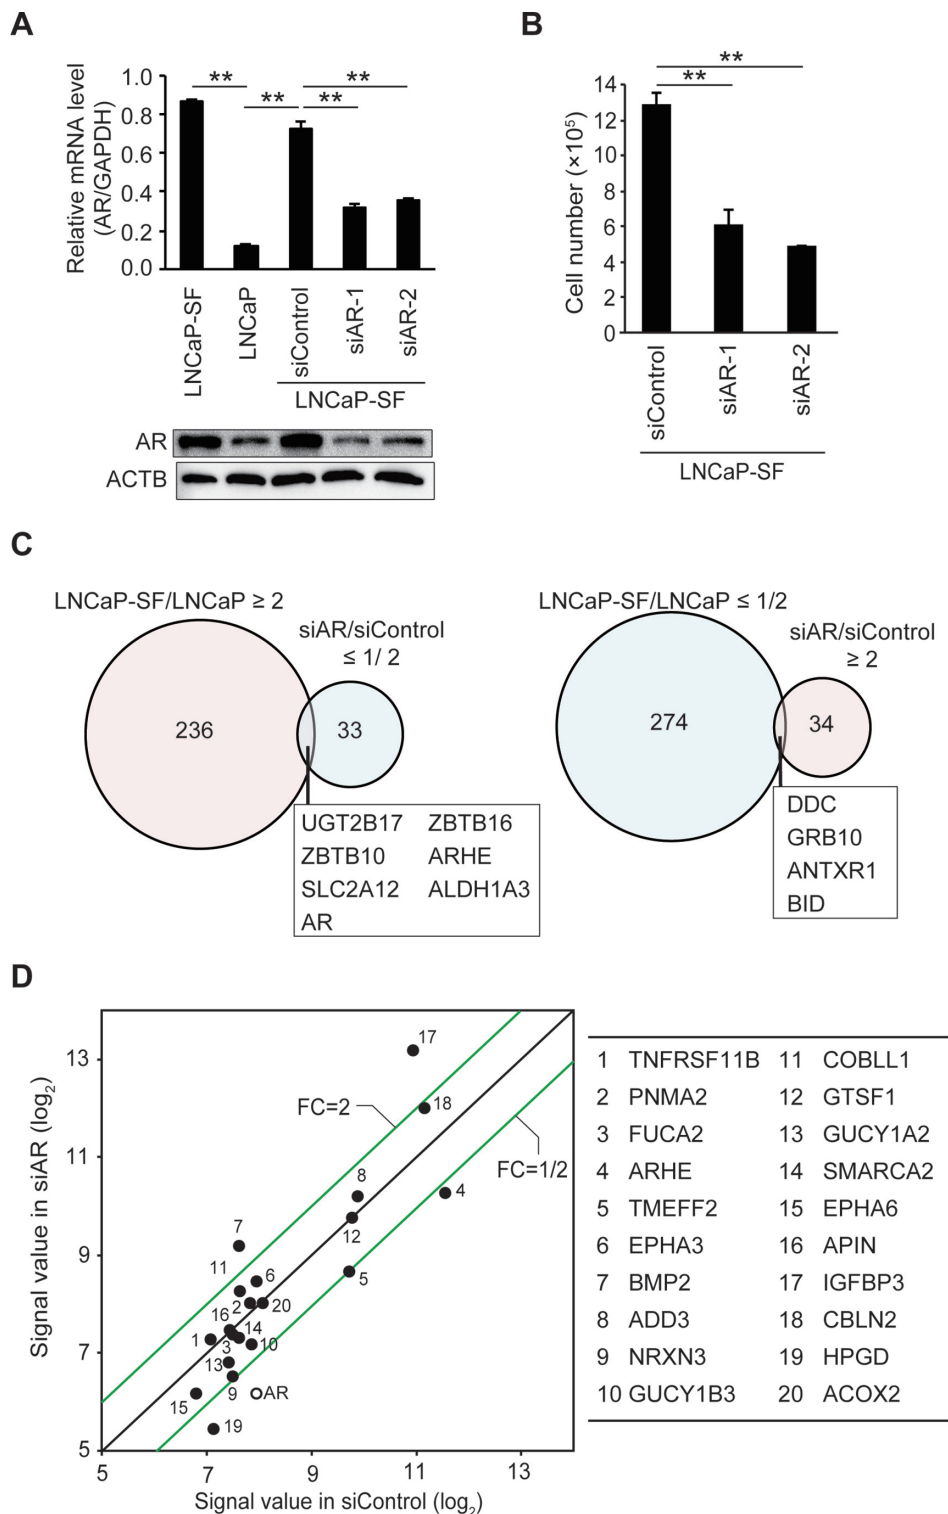 A
Relative mRNA level
(AR/GAPDH)
1.0
0.8
0.6
0.4
0.2
0.0
**
**
**
**
LNCaP-SF
LNCaP
siControl
siAR-1
siAR-2
LNCaP-SF
AR
ACTB
B
Cell number (×10⁵)
14
12
10
8
6
4
2
0
**
**
siControl
siAR-1
siAR-2
LNCaP-SF
C
LNCaP-SF/LNCaP ≥ 2
siAR/siControl
≤ 1/ 2
236
33
UGT2B17 ZBTB16
ZBTB10 ARHE
SLC2A12 ALDH1A3
AR
LNCaP-SF/LNCaP ≤ 1/2
siAR/siControl
≥ 2
274
34
DDC
GRB10
ANTXR1
BID
D
Signal value in siAR (log₂)
13
11
9
7
5
5 7 9 11 13
Signal value in siControl (log₂)
FC=2
FC=1/2
17
18
8
4
12
7
5
11
6
2
20
16
14
1
3
10
13
9
AR
15
19
1 TNFRSF11B 11 COBLL1
2 PNMA2 12 GTSF1
3 FUCA2 13 GUCY1A2
4 ARHE 14 SMARCA2
5 TMEFF2 15 EPHA6
6 EPHA3 16 APIN
7 BMP2 17 IGFBP3
8 ADD3 18 CBLN2
9 NRXN3 19 HPGD
10 GUCY1B3 20 ACOX2